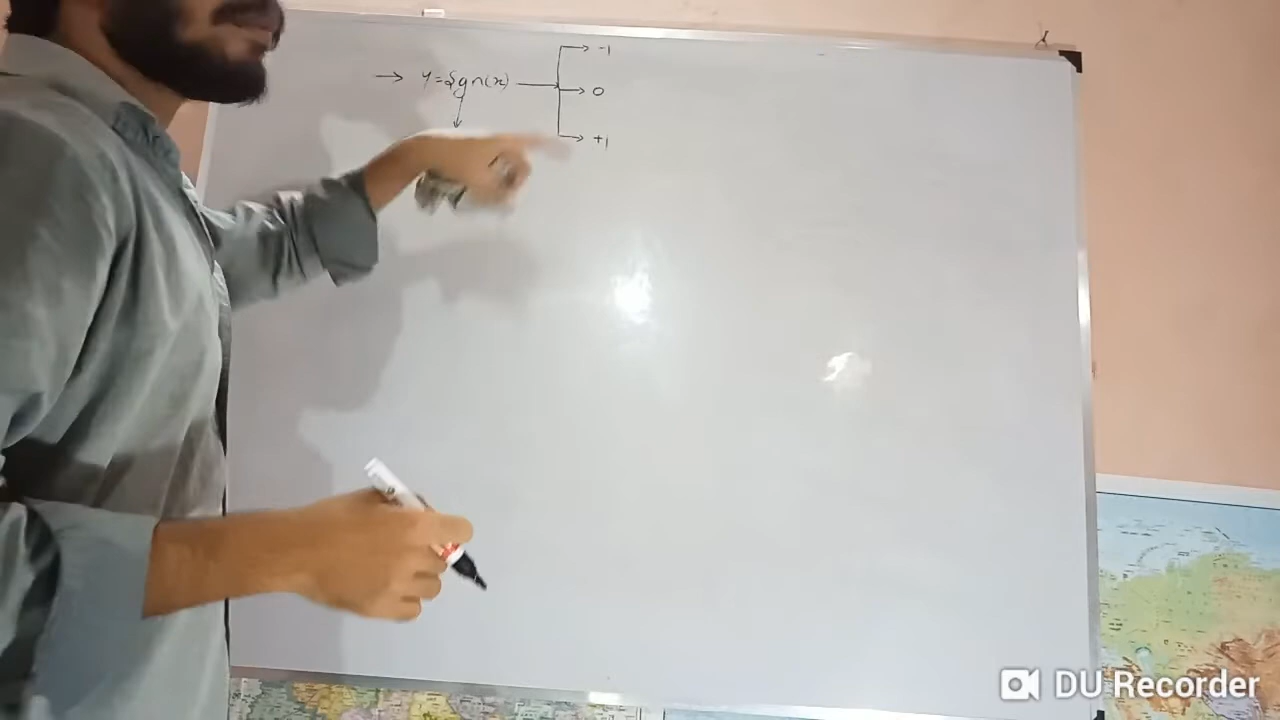 → y = Sgn(x) → -1
→ 0
→ +1
DU Recorder